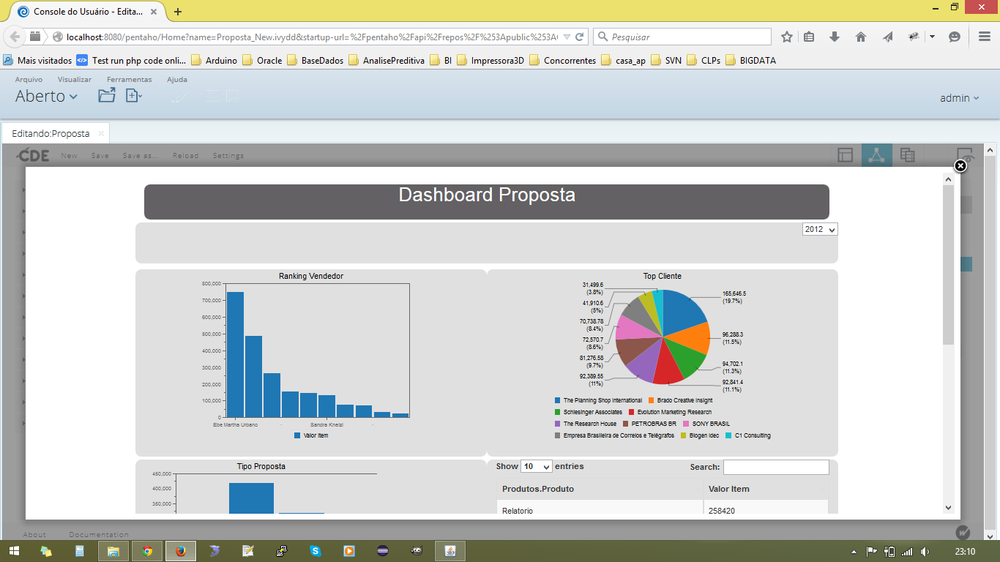 Console do Usuário - Edita...
localhost:8080/pentaho/Home?name=Proposta_New.ivydd&startup-url=%2Fpentaho%2Fapi%2Frepos%2F%253Apublic%253A
Pesquisar
Mais visitados Test run php code onli... Arduino Oracle BaseDados AnalisePreditiva BI Impressora3D Concorrentes casa_ap SVN CLPs BIGDATA
Arquivo Visualizar Ferramentas Ajuda
Aberto
admin
Editando:Proposta
CDE New Save Save as... Reload Settings
Dashboard Proposta
2012
Ranking Vendedor
800,000
700,000
600,000
500,000
400,000
300,000
200,000
100,000
0
Ebe Martha Urbano - Sandra Kneizl -
Valor Item
Top Cliente
31,499.6
(3.8%)
41,910.6
(5%)
70,738.78
(8.4%)
72,570.7
(8.6%)
81,276.58
(9.7%)
92,389.55
(11%)
165,646.5
(19.7%)
96,288.3
(11.5%)
94,702.1
(11.3%)
92,841.4
(11.1%)
The Planning Shop International Brado Creative Insight
Schlesinger Associates Evolution Marketing Research
The Research House PETROBRAS BR SONY BRASIL
Empresa Brasileira de Correios e Telégrafos Biogen Idec C1 Consulting
Tipo Proposta
450,000
400,000
350,000
Show 10 entries Search:
Produtos.Produto Valor Item
Relatorio 258420
About Documentation
23:10